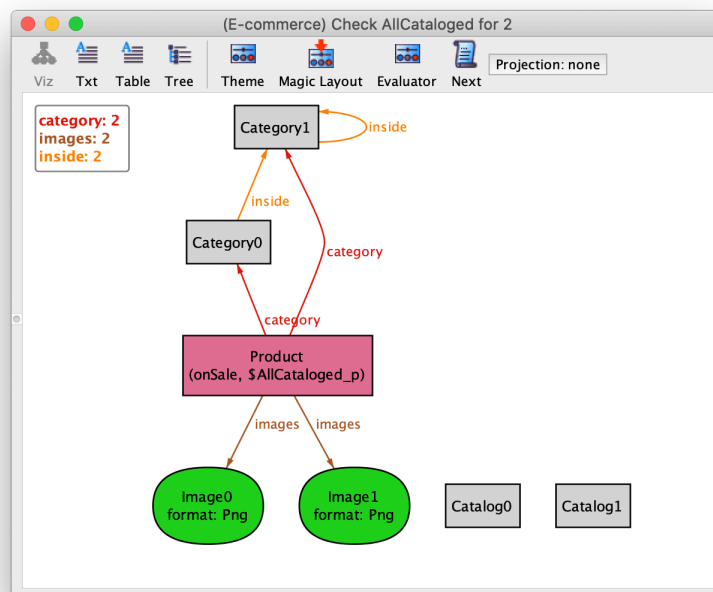 (E-commerce) Check AllCataloged for 2
Viz Txt Table Tree Theme Magic Layout Evaluator Next Projection: none
category: 2
images: 2
inside: 2
Category1
inside
inside
Category0
category
category
Product
(onSale, $AllCataloged_p)
images images
Image0
format: Png
Image1
format: Png
Catalog0
Catalog1